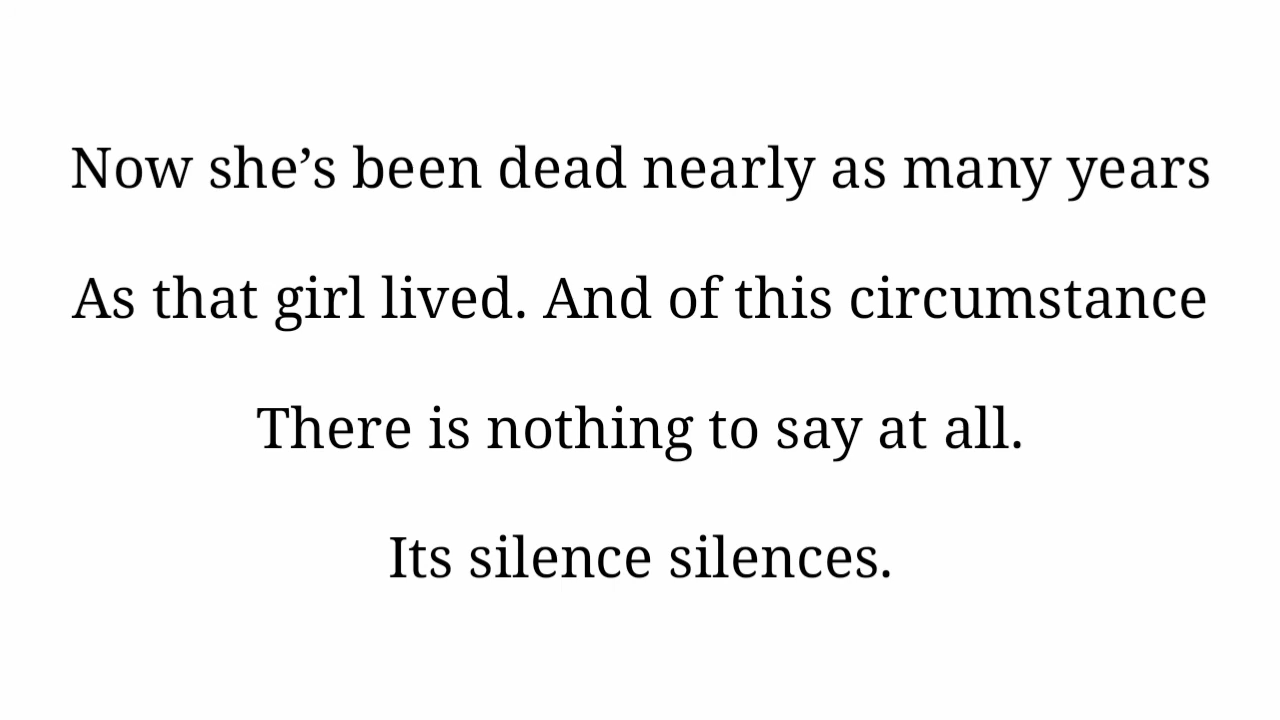 Now she’s been dead nearly as many years
As that girl lived. And of this circumstance
There is nothing to say at all.
Its silence silences.